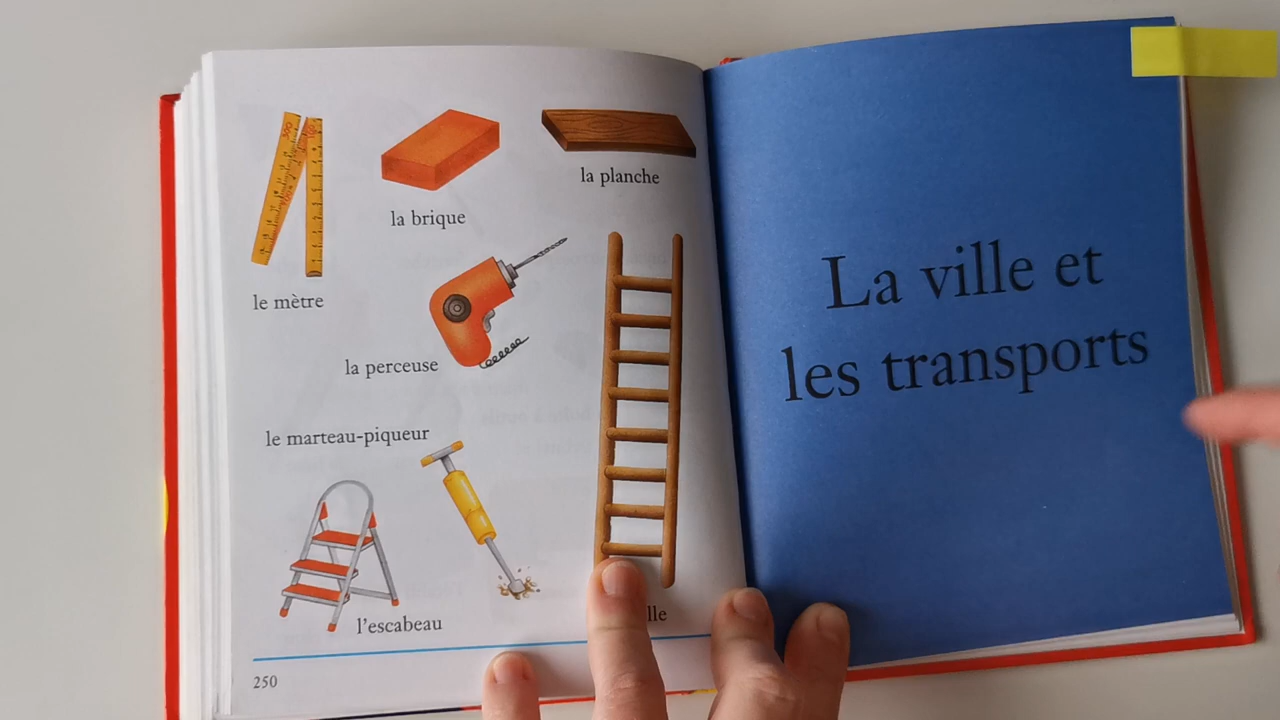 la planche
la brique
le mètre
la perceuse
le marteau-piqueur
l'escabeau
250
La ville et
les transports